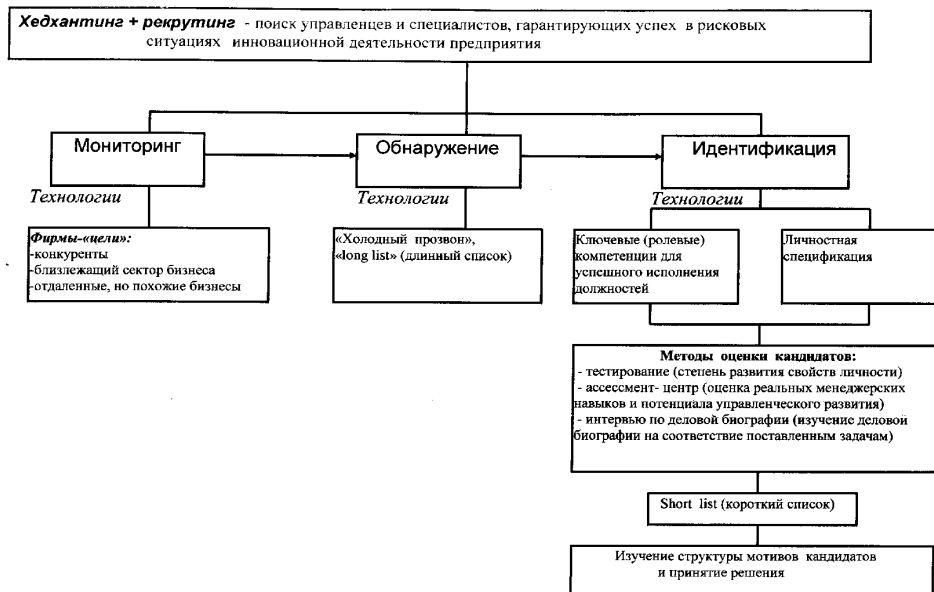 Хедхантинг + рекрутинг - поиск управленцев и специалистов, гарантирующих успех в рисковых
ситуациях инновационной деятельности предприятия
Мониторинг
Обнаружение
Идентификация
Технологии
Технологии
Технологии
Фирмы-«цели»:
-конкуренты
-близлежащий сектор бизнеса
-отдаленные, но похожие бизнесы
«Холодный прозвон»,
«long list» (длинный список)
Ключевые (ролевые)
компетенции для
успешного исполнения
должностей
Личностная
спецификация
Методы оценки кандидатов:
- тестирование (степень развития свойств личности)
- ассессмент- центр (оценка реальных менеджерских
навыков и потенциала управленческого развития)
- интервью по деловой биографии (изучение деловой
биографии на соответствие поставленным задачам)
Short list (короткий список)
Изучение структуры мотивов кандидатов
и принятие решения